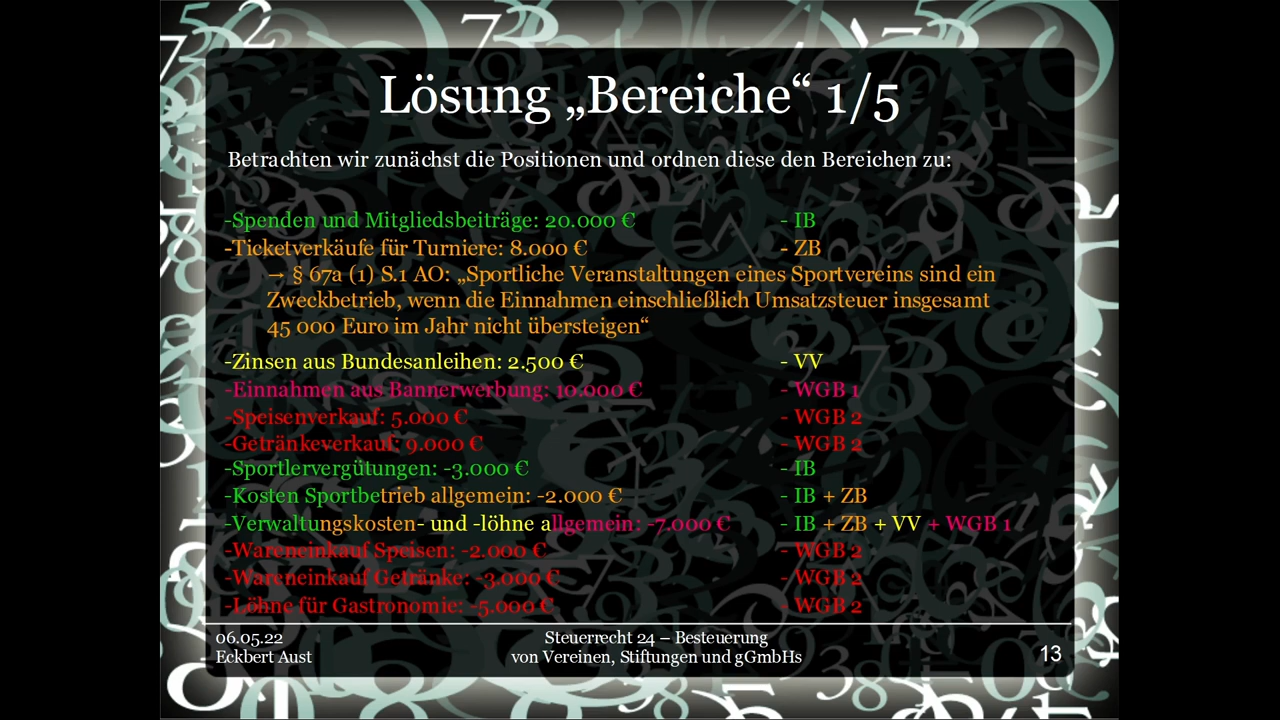 Lösung „Bereiche“ 1/5
Betrachten wir zunächst die Positionen und ordnen diese den Bereichen zu:
-Spenden und Mitgliedsbeiträge: 20.000 € - IB
-Ticketverkäufe für Turniere: 8.000 € - ZB
→ § 67a (1) S.1 AO: „Sportliche Veranstaltungen eines Sportvereins sind ein
Zweckbetrieb, wenn die Einnahmen einschließlich Umsatzsteuer insgesamt
45 000 Euro im Jahr nicht übersteigen“
-Zinsen aus Bundesanleihen: 2.500 € - VV
-Einnahmen aus Bannerwerbung: 10.000 € - WGB 1
-Speisenverkauf: 5.000 € - WGB 2
-Getränkeverkauf: 9.000 € - WGB 2
-Sportlervergütungen: -3.000 € - IB
-Kosten Sportbetrieb allgemein: -2.000 € - IB + ZB
-Verwaltungskosten- und -löhne allgemein: -7.000 € - IB + ZB + VV + WGB 1
-Wareneinkauf Speisen: -2.000 € - WGB 2
-Wareneinkauf Getränke: -3.000 € - WGB 2
-Löhne für Gastronomie: -5.000 € - WGB 2
06.05.22 Steuerrecht 24 – Besteuerung
Eckbert Aust von Vereinen, Stiftungen und gGmbHs 13